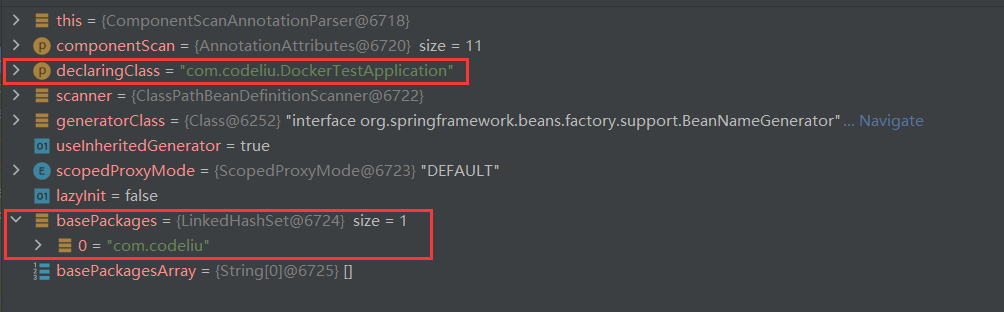 this = {ComponentScanAnnotationParser@6718}
componentScan = {AnnotationAttributes@6720} size = 11
declaringClass = "com.codeliu.DockerTestApplication"
scanner = {ClassPathBeanDefinitionScanner@6722}
generatorClass = {Class@6252} "interface org.springframework.beans.factory.support.BeanNameGenerator" ... Navigate
useInheritedGenerator = true
scopedProxyMode = {ScopedProxyMode@6723} "DEFAULT"
lazyInit = false
basePackages = {LinkedHashSet@6724} size = 1
0 = "com.codeliu"
basePackagesArray = {String[0]@6725} []